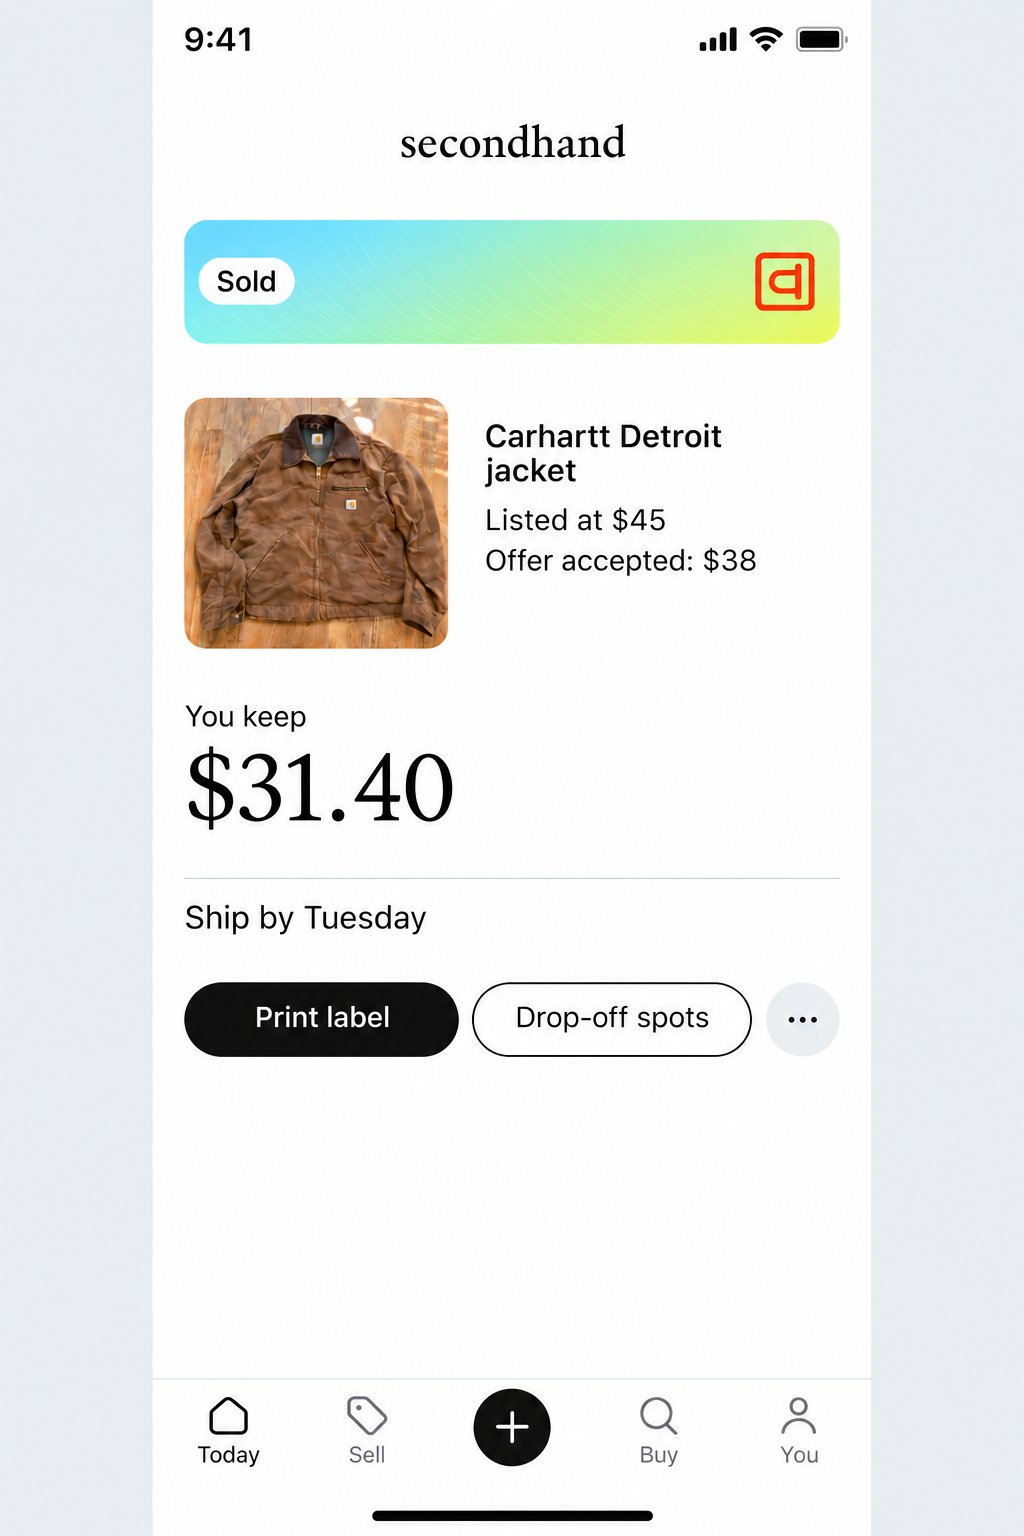 9:41
secondhand
Sold
Carhartt Detroit
jacket
Listed at $45
Offer accepted: $38
You keep
$31.40
Ship by Tuesday
Print label
Drop-off spots
Today
Sell
Buy
You